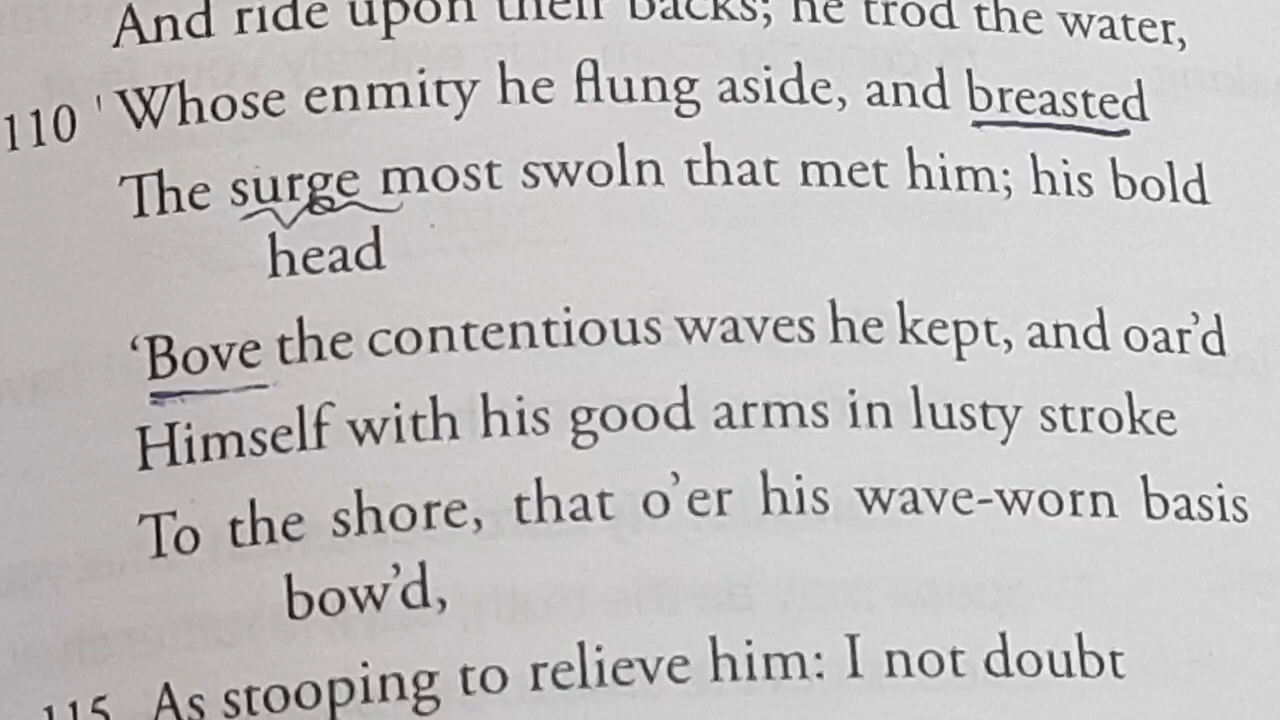 And ride upon their backs; he trod the water,
110 'Whose enmity he flung aside, and breasted
The surge most swoln that met him; his bold
head
‘Bove the contentious waves he kept, and oar’d
Himself with his good arms in lusty stroke
To the shore, that o’er his wave-worn basis
bow’d,
115 As stooping to relieve him: I not doubt